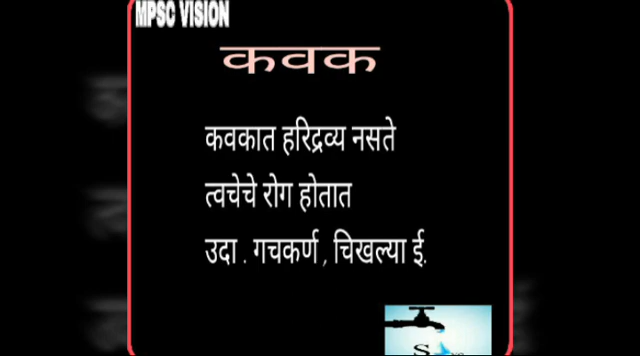 MPSC VISION
कवक
कवकात हरिद्रव्य नसते
त्वचेचे रोग होतात
उदा . गचकर्ण , चिखल्या ई.